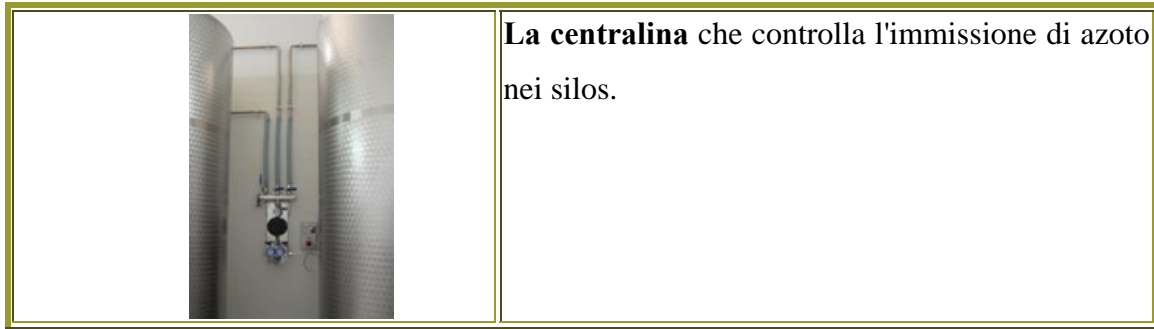 La centralina che controlla l'immissione di azoto
nei silos.